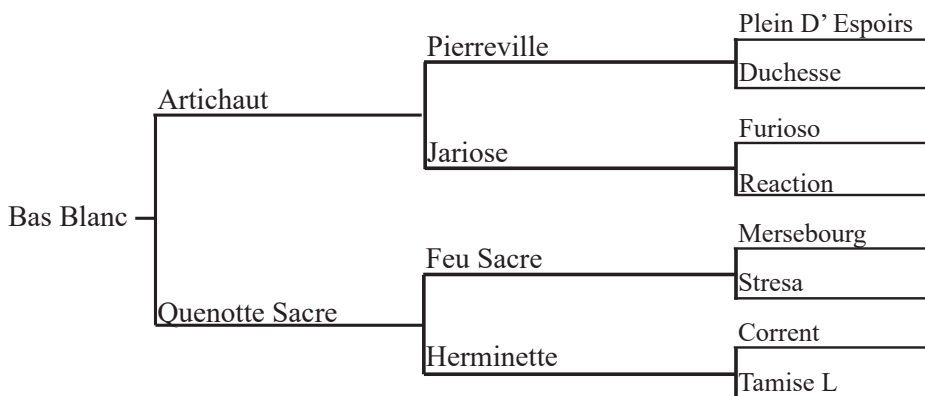 Plein D’ Espoirs
Pierreville
Duchesse
Artichaut
Furioso
Jariose
Reaction
Bas Blanc
Mersebourg
Feu Sacre
Stresa
Quenotte Sacre
Corrent
Herminette
Tamise L